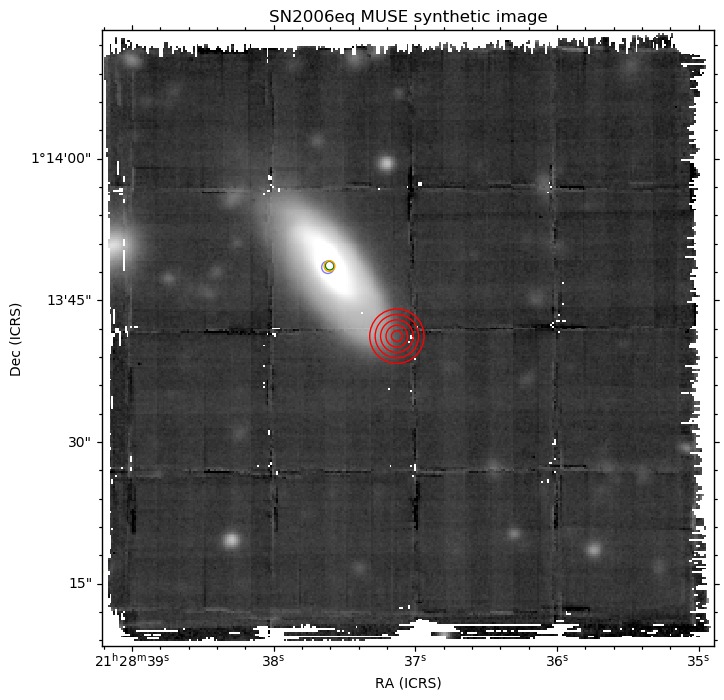 SN2006eq MUSE synthetic image
1°14'00"
13'45"
30"
15"
Dec (ICRS)
21ʰ28ᵐ39ˢ 38ˢ 37ˢ 36ˢ 35ˢ
RA (ICRS)